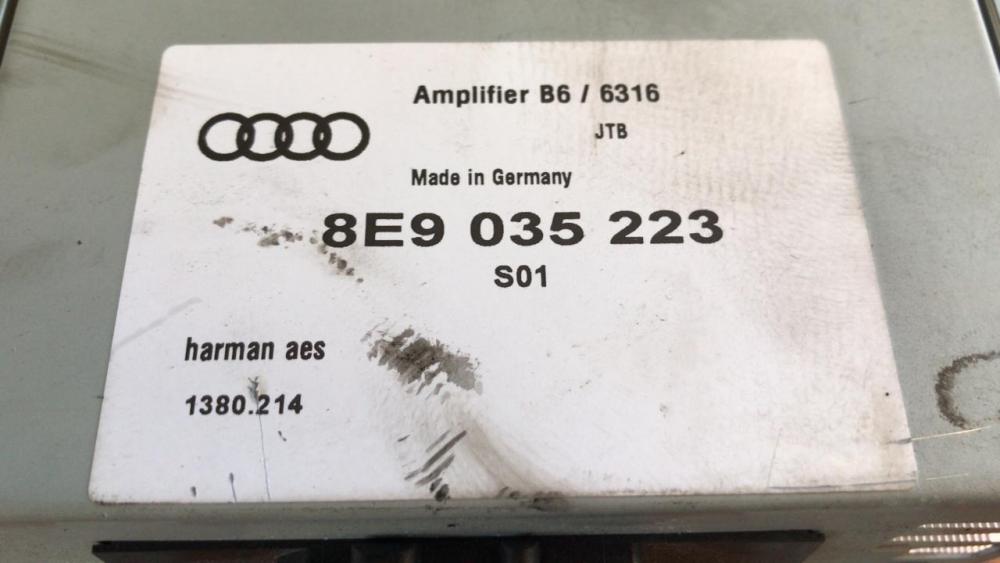 Amplifier B6 / 6316
JTB
Made in Germany
8E9 035 223
S01
harman aes
1380.214